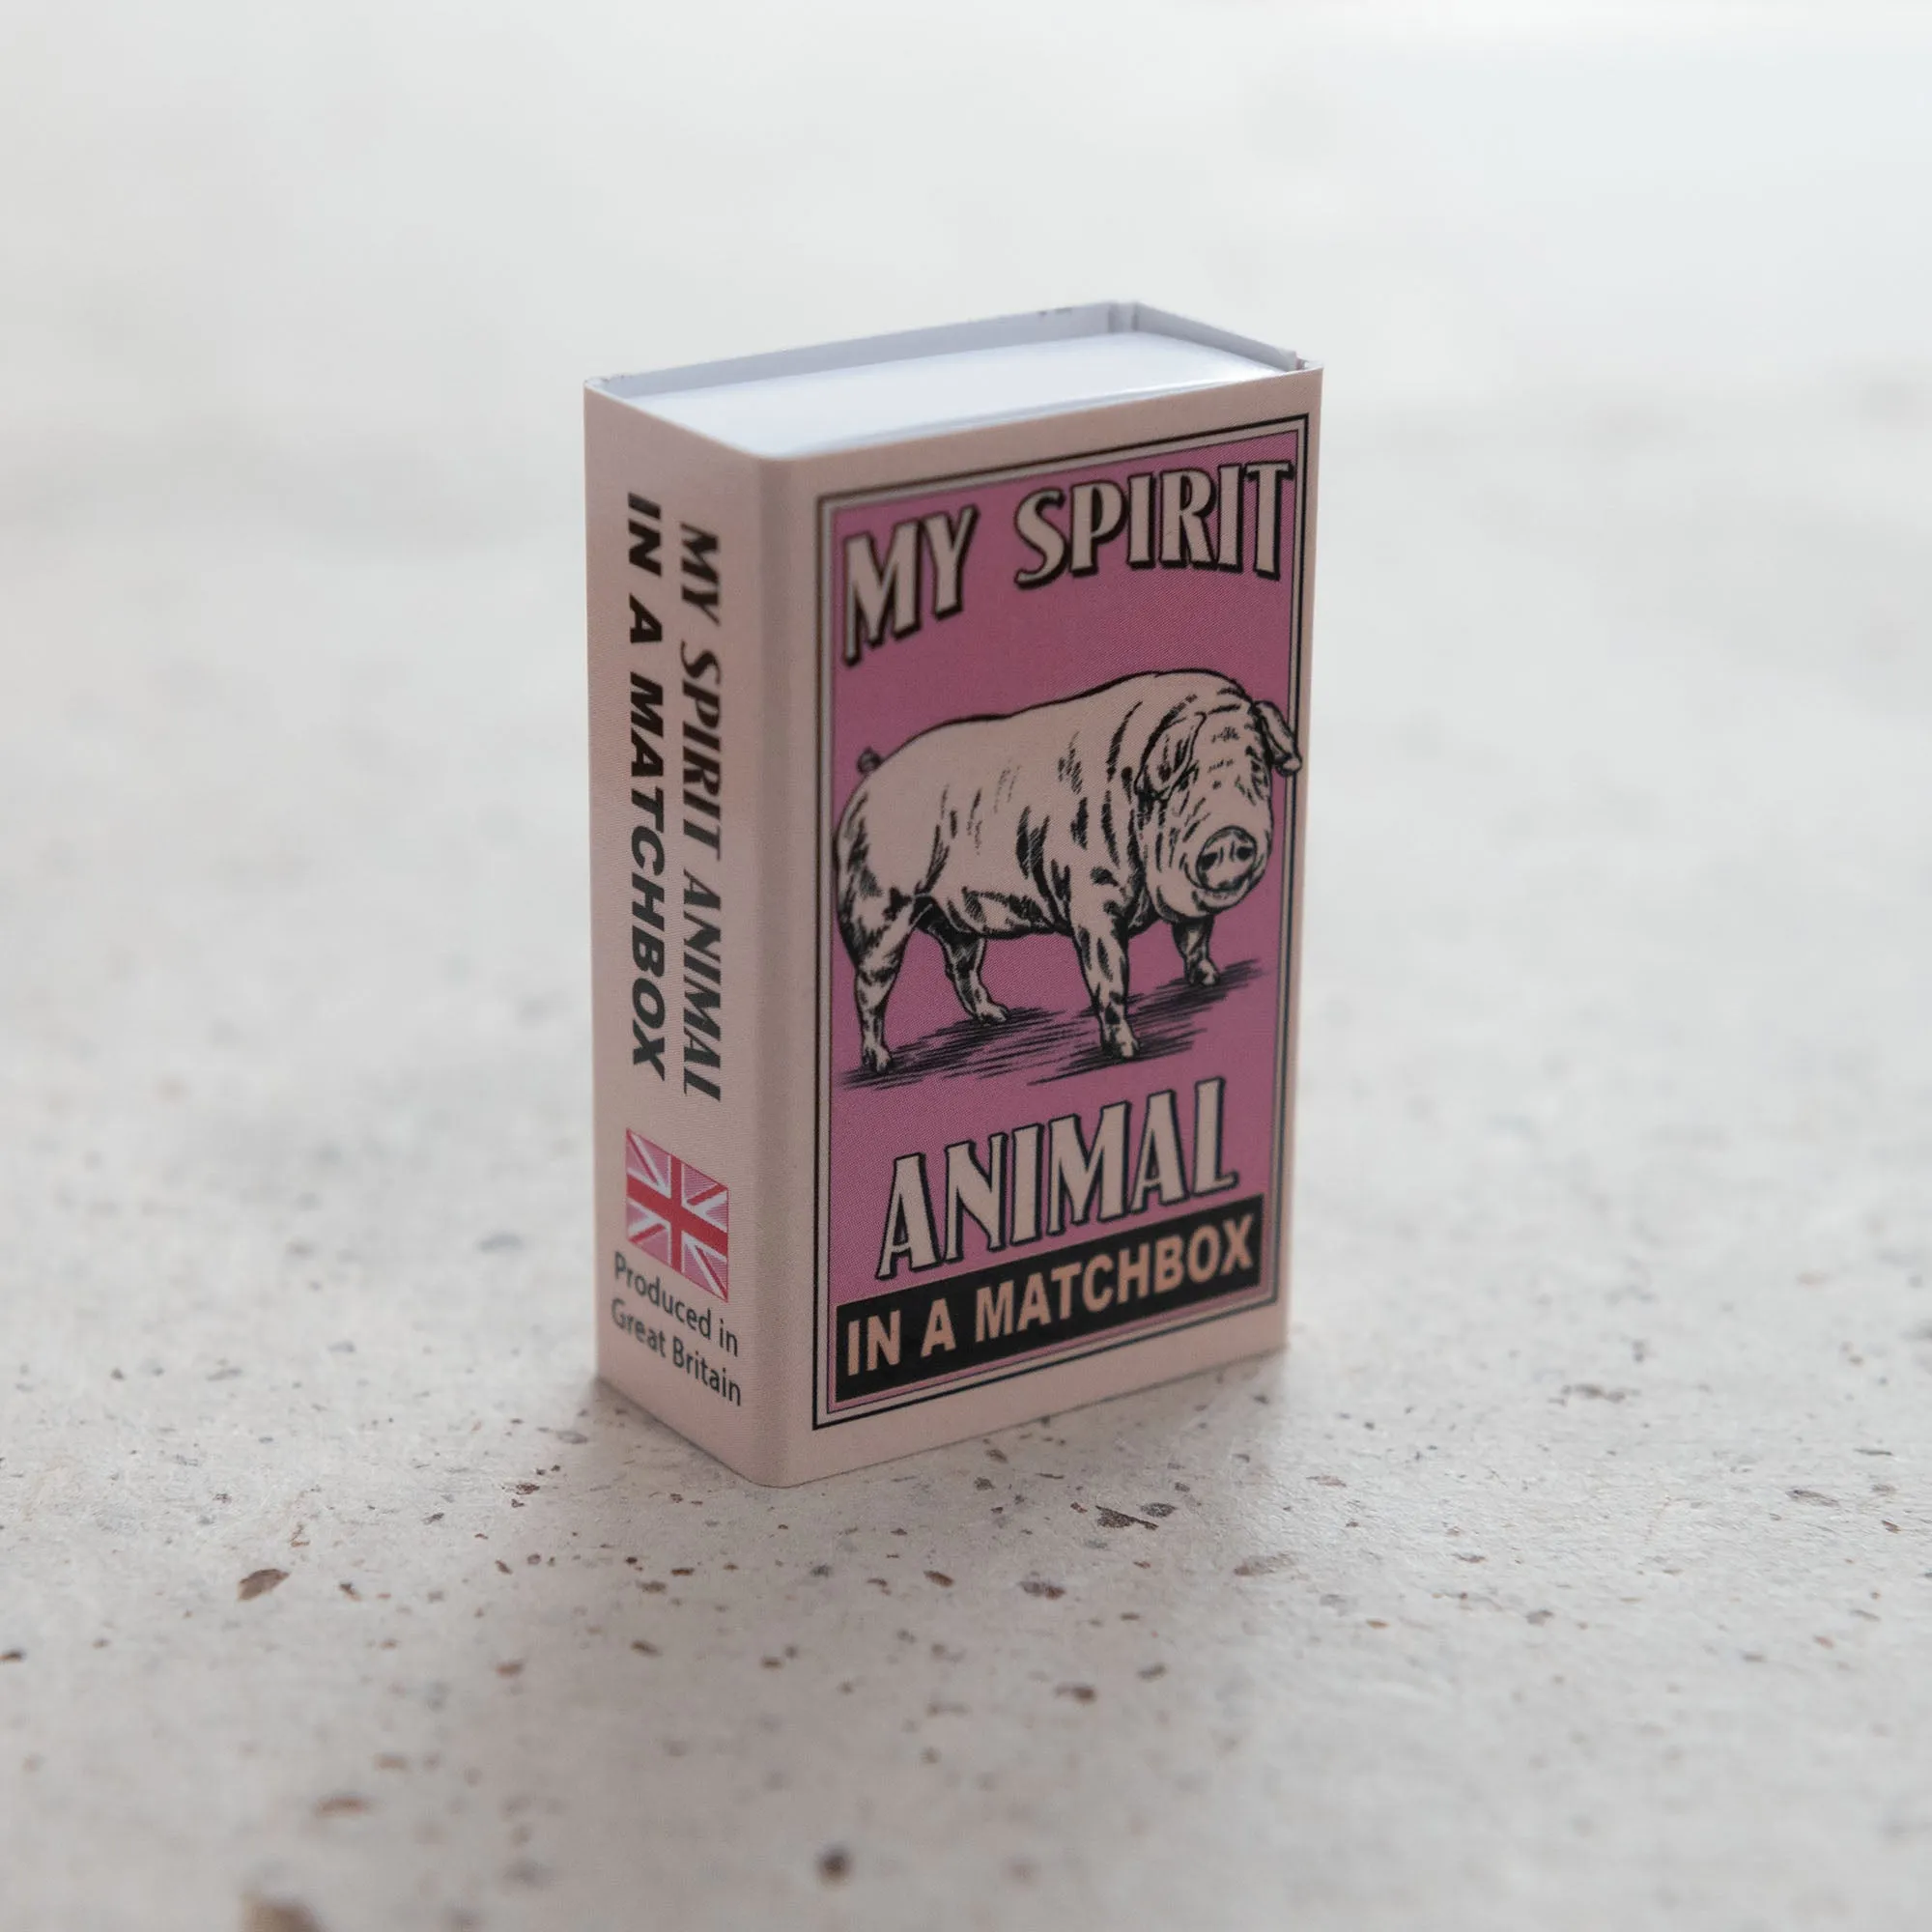 MY SPIRIT
ANIMAL
IN A MATCHBOX
MY SPIRIT ANIMAL
IN A MATCHBOX
Produced in
Great Britain